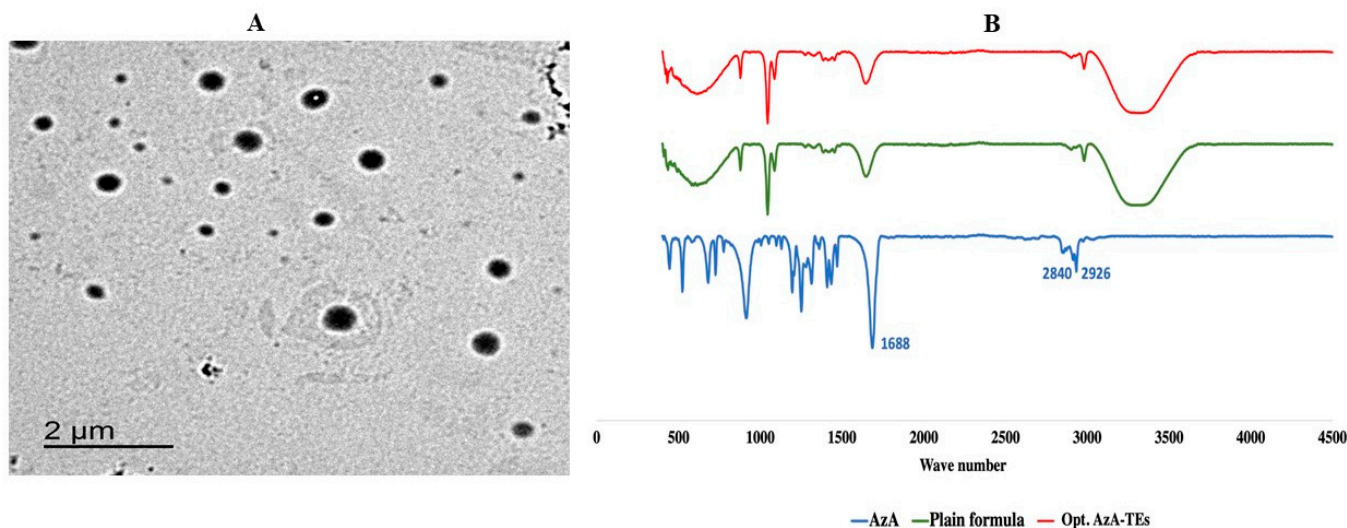 A
B
2840 2926
1688
2 µm
0 500 1000 1500 2000 2500 3000 3500 4000 4500
Wave number
AzA Plain formula Opt. AzA-TEs